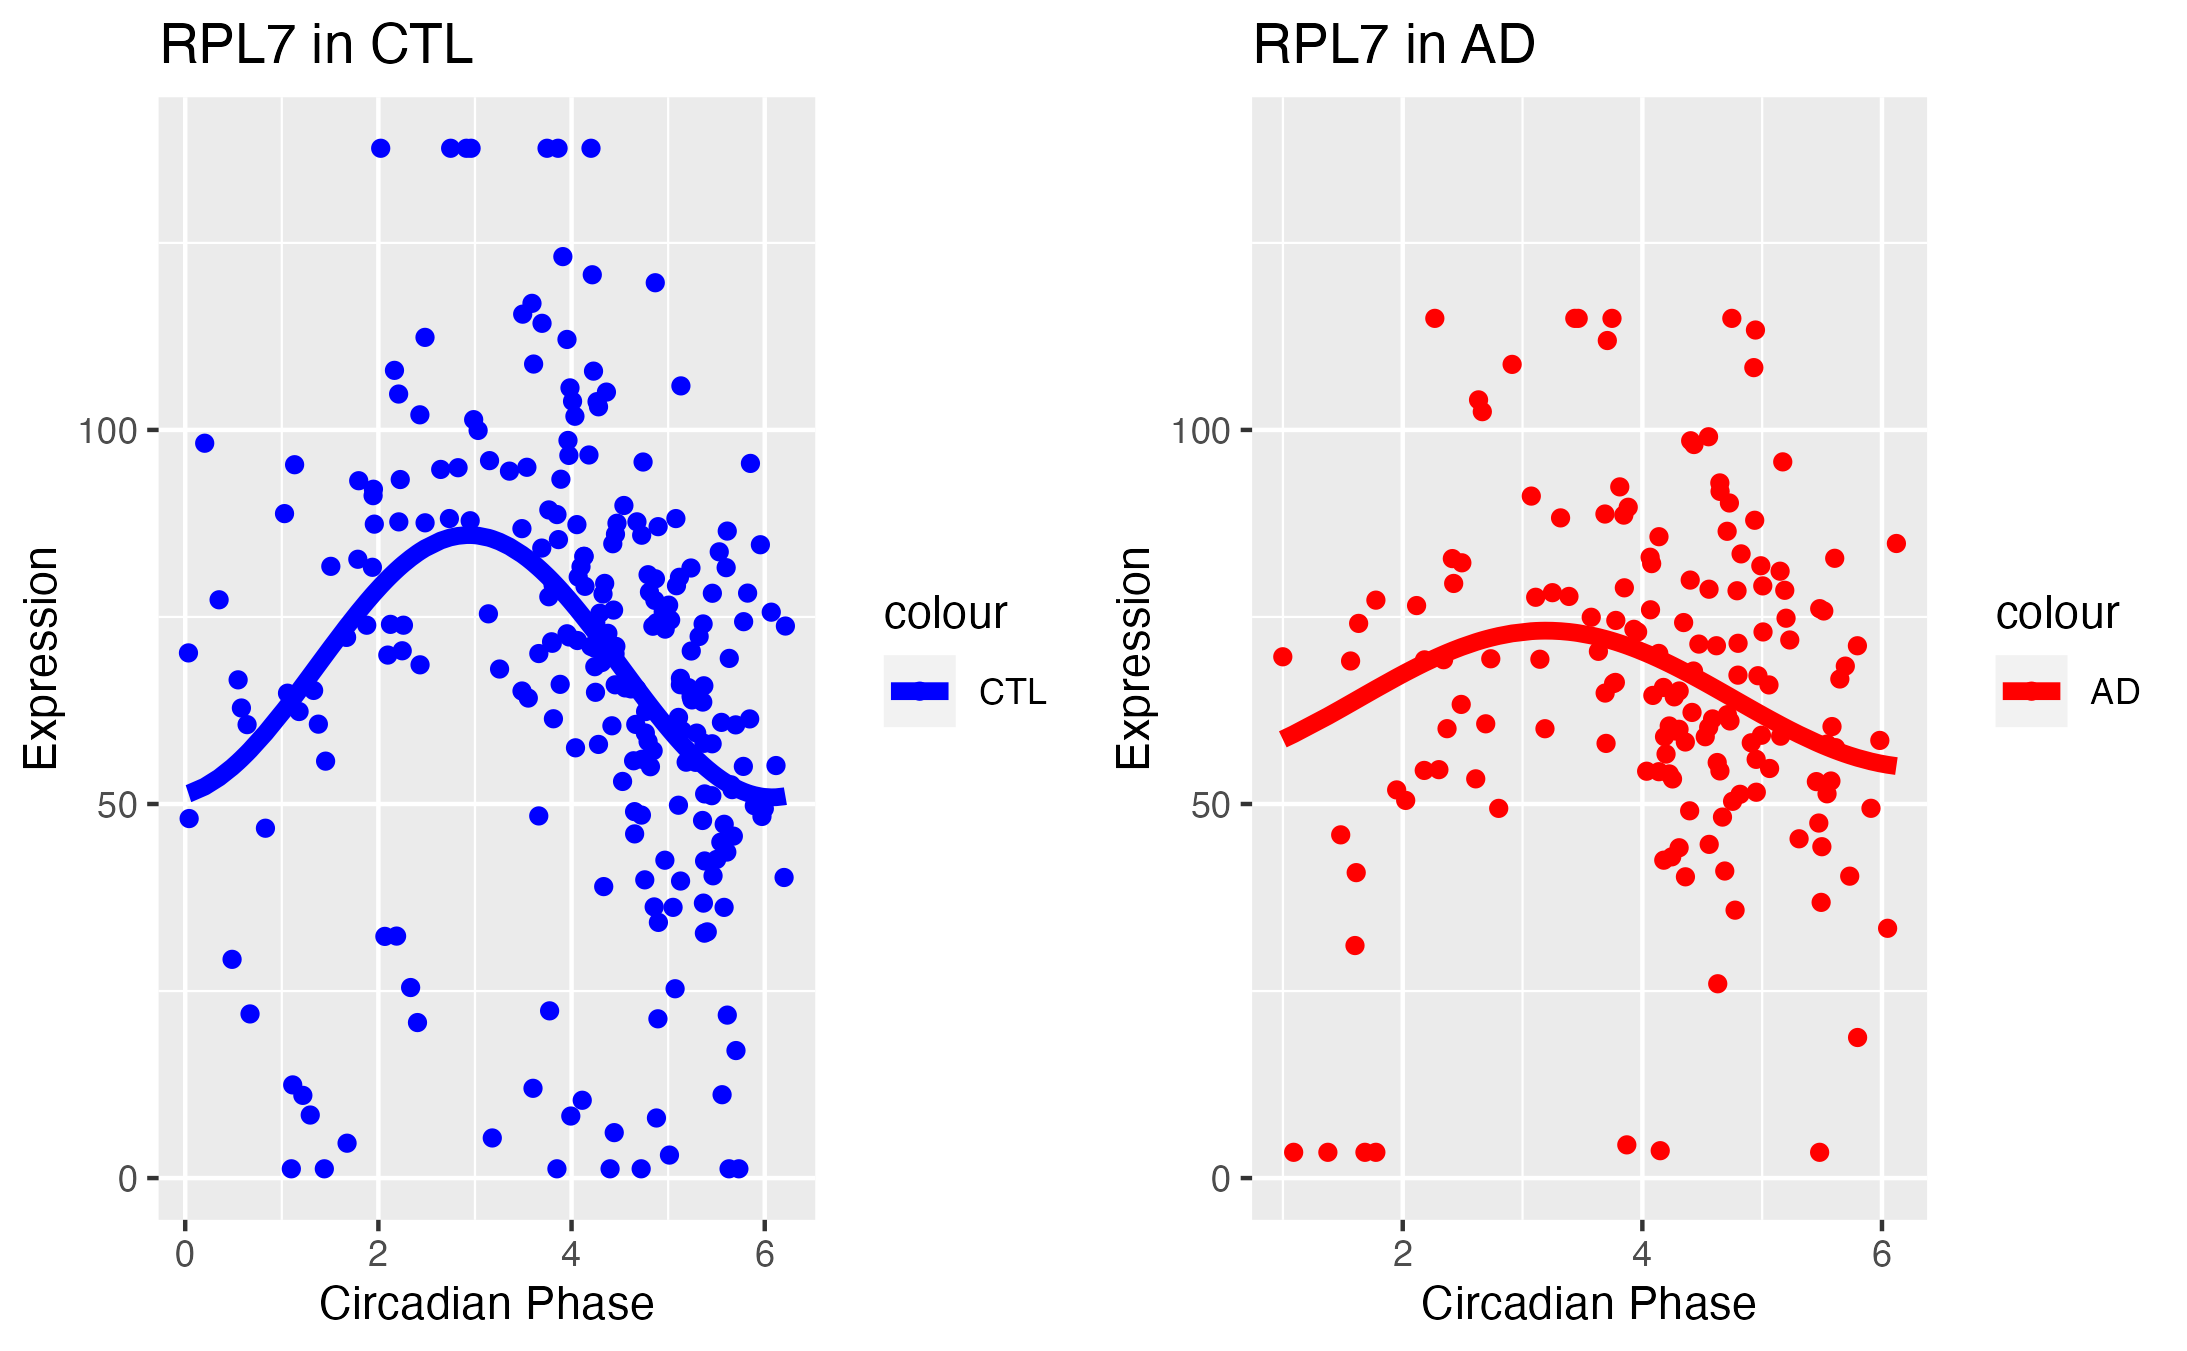 RPL7 in CTL
Expression
100
50
0
0 2 4 6
Circadian Phase
colour
CTL
RPL7 in AD
Expression
100
50
0
2 4 6
Circadian Phase
colour
AD